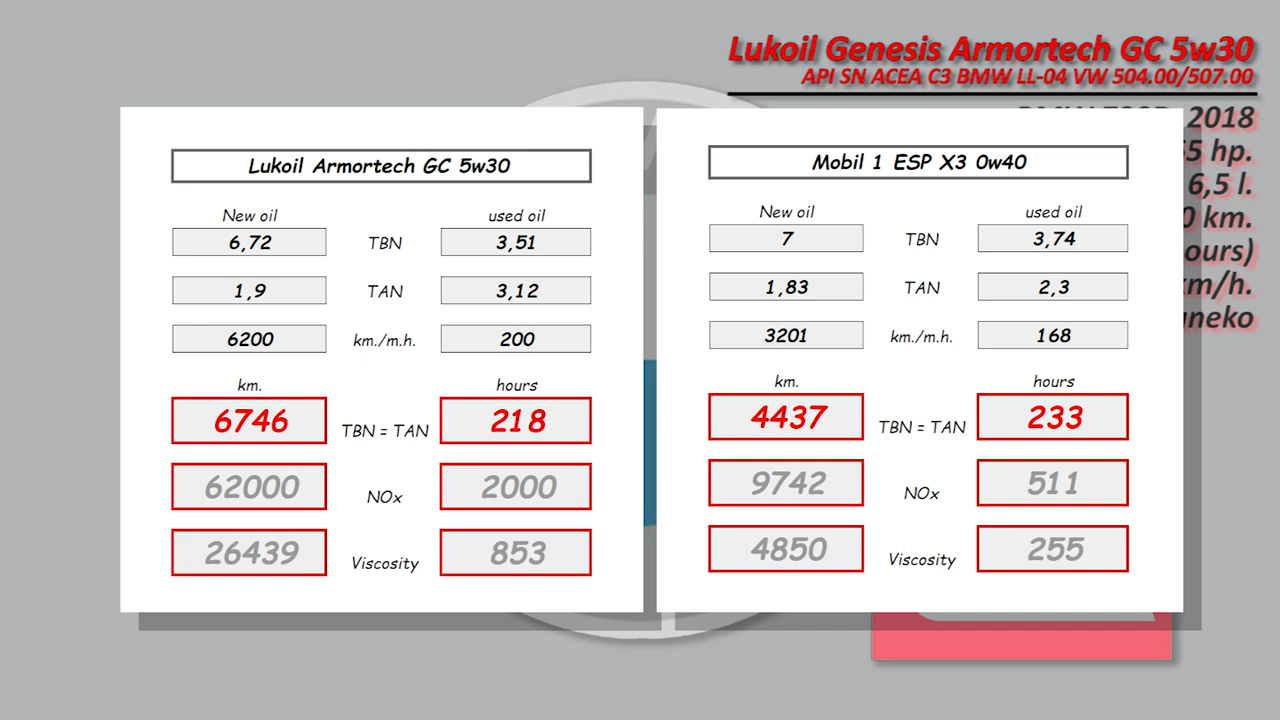 Lukoil Genesis Armortech GC 5w30
API SN ACEA C3 BMW LL-04 VW 504.00/507.00
2018
hp.
6,5 l.
km.
km/h.
Lukoil Armortech GC 5w30
New oil used oil
6,72 TBN 3,51
1,9 TAN 3,12
6200 km./m.h. 200
km. hours
6746 TBN = TAN 218
62000 NOx 2000
26439 Viscosity 853
Mobil 1 ESP X3 0w40
New oil used oil
7 TBN 3,74
1,83 TAN 2,3
3201 km./m.h. 168
km. hours
4437 TBN = TAN 233
9742 NOx 511
4850 Viscosity 255